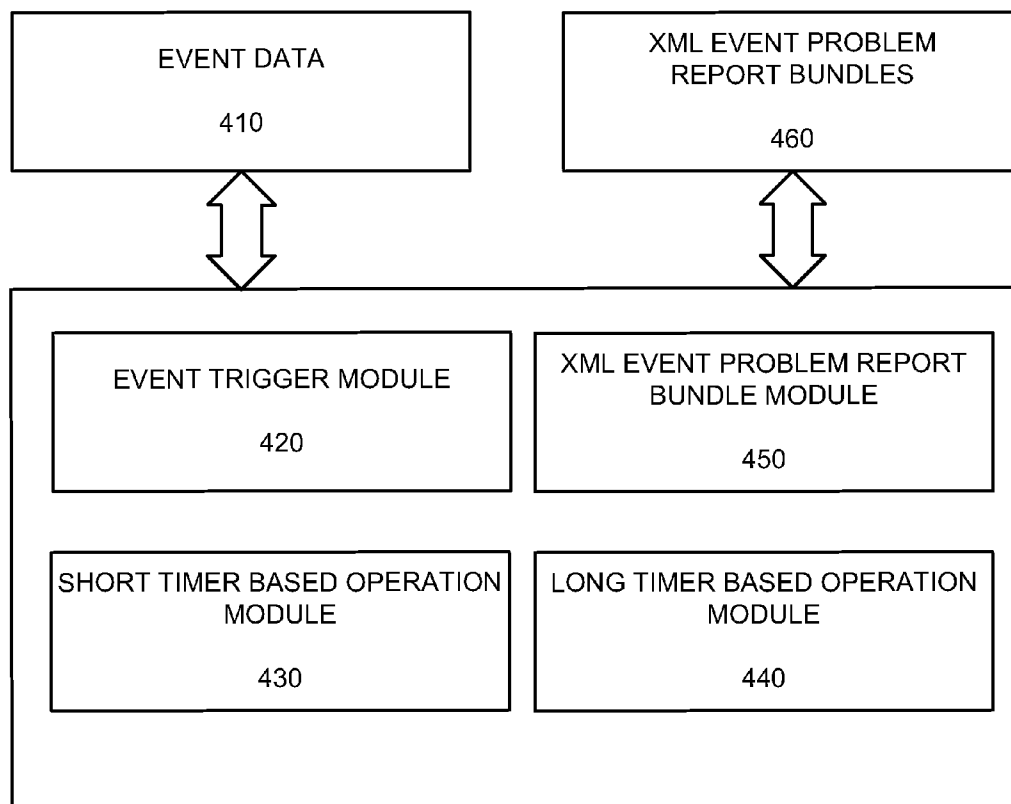 EVENT DATA
410
XML EVENT PROBLEM
REPORT BUNDLES
460
EVENT TRIGGER MODULE
420
XML EVENT PROBLEM REPORT
BUNDLE MODULE
450
SHORT TIMER BASED OPERATION
MODULE
430
LONG TIMER BASED OPERATION
MODULE
440